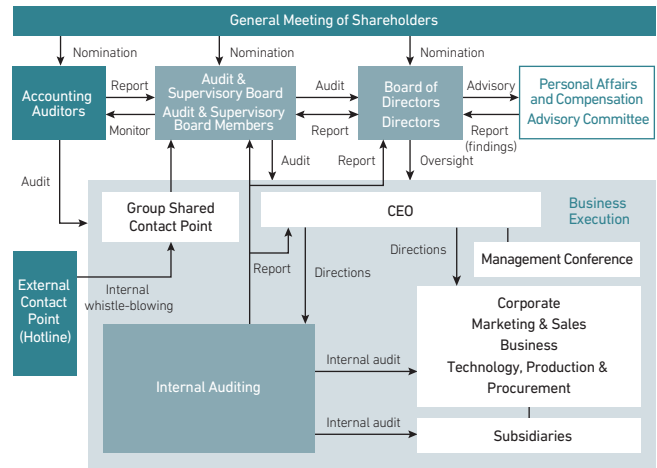 General Meeting of Shareholders
Nomination
Nomination
Nomination
Accounting
Auditors
Report
Monitor
Audit &
Supervisory Board
Audit & Supervisory
Board Members
Audit
Report
Board of
Directors
Directors
Advisory
Report
(findings)
Personal Affairs
and Compensation
Advisory Committee
Audit
Audit
Report
Oversight
Group Shared
Contact Point
CEO
Business
Execution
External
Contact
Point
(Hotline)
Internal
whistle-blowing
Report
Directions
Directions
Management Conference
Corporate
Marketing & Sales
Business
Technology, Production &
Procurement
Internal Auditing
Internal audit
Internal audit
Subsidiaries